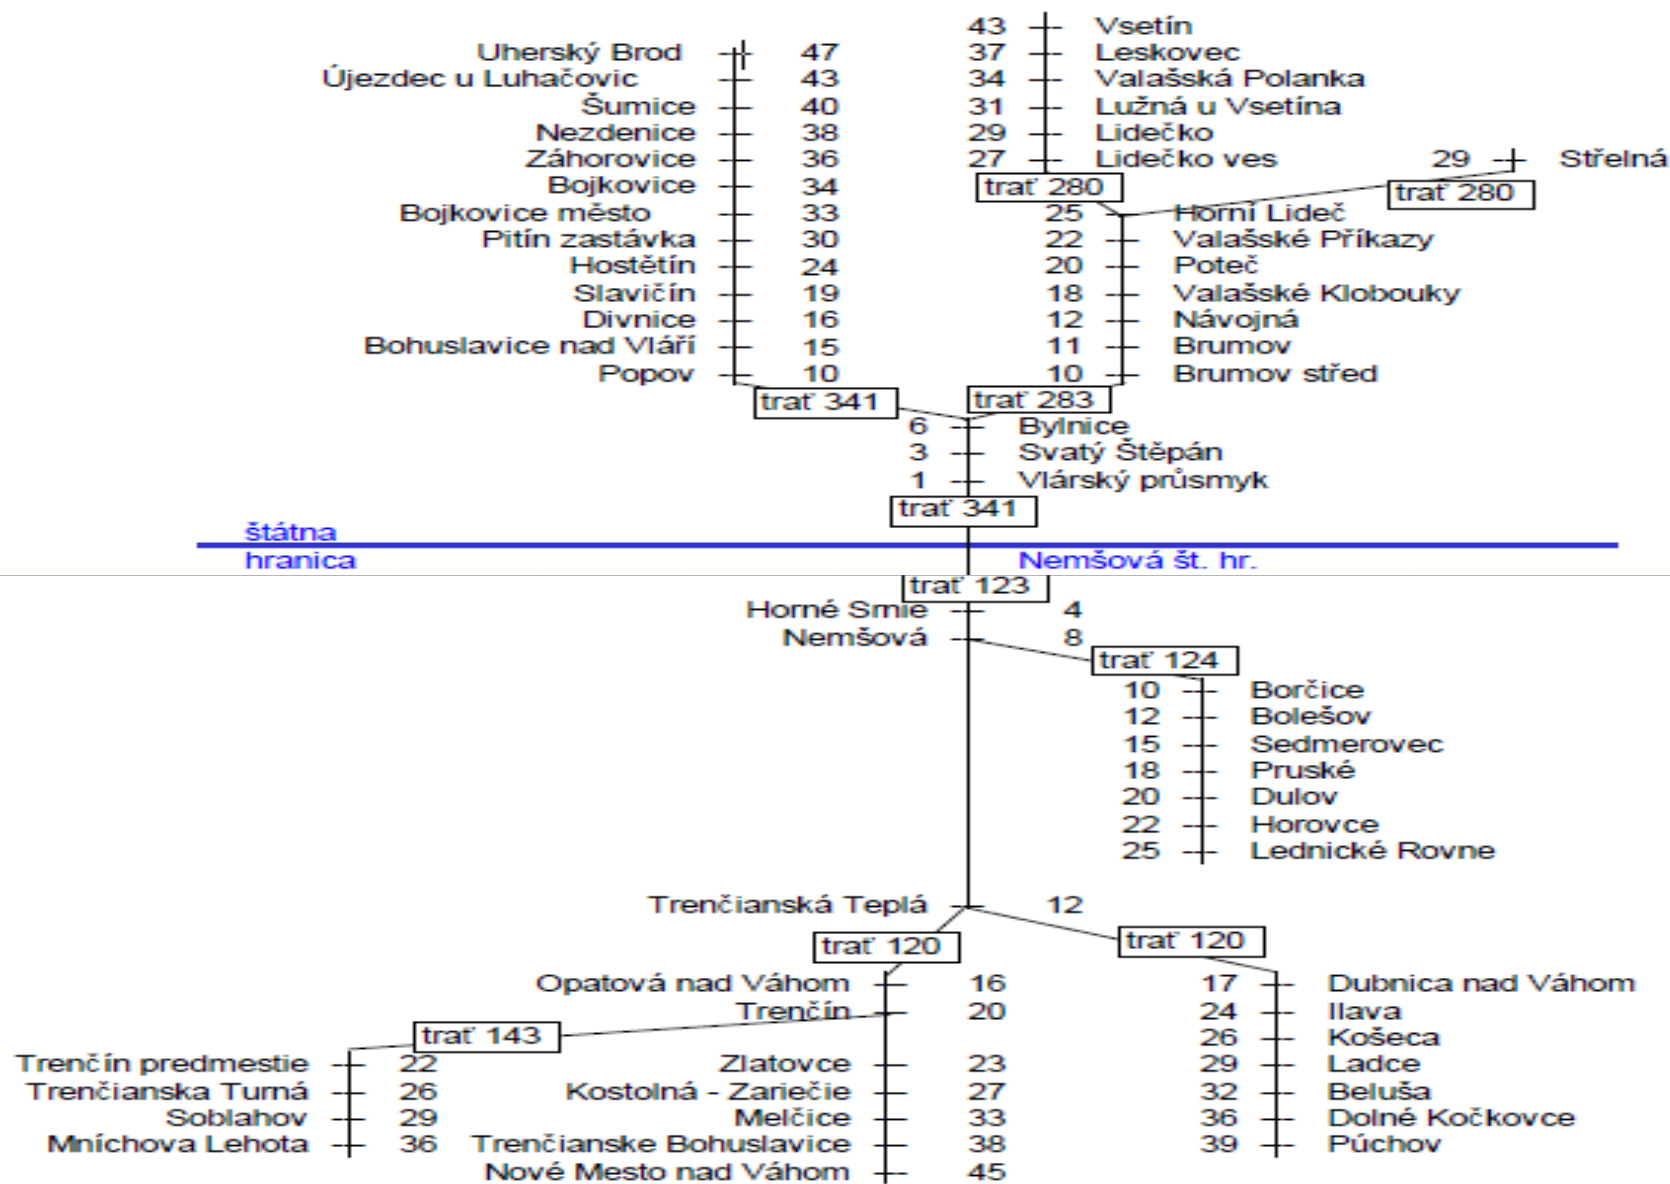 43 Vsetín
Uherský Brod 47 37 Leskovec
Újezdec u Luhačovic 43 34 Valašská Polanka
Šumice 40 31 Lužná u Vsetína
Nezdenice 38 29 Lidečko
Záhorovice 36 27 Lidečko ves 29 Střelná
Bojkovice 34 trať 280 trať 280
Bojkovice město 33 25 Horní Lideč
Pitín zastávka 30 22 Valašské Příkazy
Hostětín 24 20 Poteč
Slavičín 19 18 Valašské Klobouky
Divnice 16 12 Návojná
Bohuslavice nad Vláří 15 11 Brumov
Popov 10 10 Brumov střed
trať 341 trať 283
6 Bylnice
3 Svatý Štěpán
1 Vlárský průsmyk
trať 341
štátna
hranica Nemšová št. hr.
trať 123
Horné Srnie 4
Nemšová 8
trať 124
10 Borčice
12 Bolešov
15 Sedmerovec
18 Pruské
20 Dulov
22 Horovce
25 Lednické Rovne
Trenčianská Teplá 12
trať 120 trať 120
Opatová nad Váhom 16 17 Dubnica nad Váhom
Trenčín 20 24 Ilava
trať 143 26 Košeca
Trenčín predmestie 22 Zlatovce 23 29 Ladce
Trenčianska Turná 26 Kostolná - Zariečie 27 32 Beluša
Soblahov 29 Melčice 33 36 Dolné Kočkovce
Mníchova Lehota 36 Trenčianske Bohuslavice 38 39 Púchov
Nové Mesto nad Váhom 45